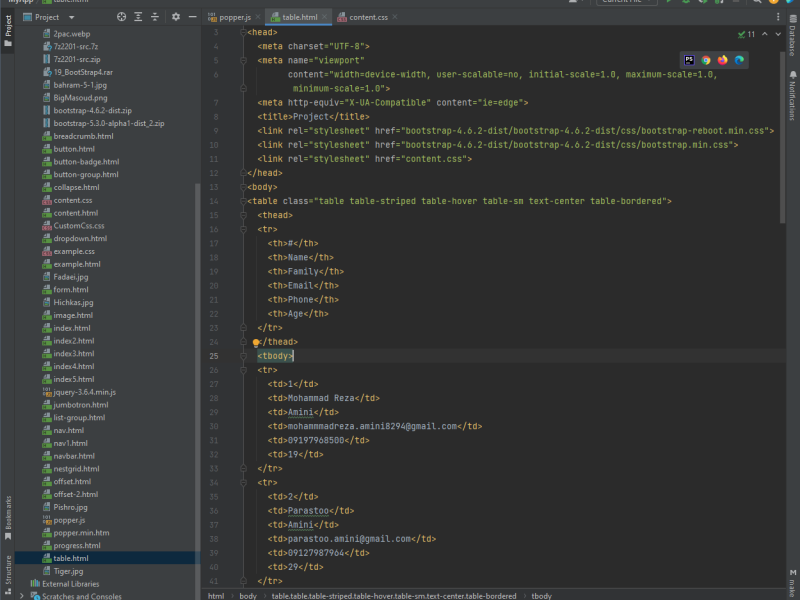 Project
popper.js
table.html
content.css
2pac.webp
7z2201-src.7z
7z2201-src.zip
19_BootStrap4.rar
bahram-5-1.jpg
BigMasoud.png
bootstrap-4.6.2-dist.zip
bootstrap-5.3.0-alpha1-dist_2.zip
breadcrumb.html
button.html
button-badge.html
button-group.html
collapse.html
content.css
content.html
CustomCss.css
dropdown.html
example.css
example.html
Fadaei.jpg
form.html
Hichkas.jpg
image.html
index.html
index2.html
index3.html
index4.html
index5.html
jquery-3.6.4.min.js
jumbotron.html
list-group.html
nav.html
nav1.html
navbar.html
nestgrid.html
offset.html
offset-2.html
Pishro.jpg
popper.js
popper.min.htm
progress.html
table.html
Tiger.jpg
External Libraries
Scratches and Consoles
Project
Bookmarks
Structure
3 <head>
4 <meta charset="UTF-8">
5 <meta name="viewport"
6 content="width=device-width, user-scalable=no, initial-scale=1.0, maximum-scale=1.0,
minimum-scale=1.0">
7 <meta http-equiv="X-UA-Compatible" content="ie=edge">
8 <title>Project</title>
9 <link rel="stylesheet" href="bootstrap-4.6.2-dist/bootstrap-4.6.2-dist/css/bootstrap-reboot.min.css">
10 <link rel="stylesheet" href="bootstrap-4.6.2-dist/bootstrap-4.6.2-dist/css/bootstrap.min.css">
11 <link rel="stylesheet" href="content.css">
12 </head>
13 <body>
14 <table class="table table-striped table-hover table-sm text-center table-bordered">
15 <thead>
16 <tr>
17 <th>#</th>
18 <th>Name</th>
19 <th>Family</th>
20 <th>Email</th>
21 <th>Phone</th>
22 <th>Age</th>
23 </tr>
24 </thead>
25 <tbody>
26 <tr>
27 <td>1</td>
28 <td>Mohammad Reza</td>
29 <td>Amini</td>
30 <td>mohammmadreza.amini8294@gmail.com</td>
31 <td>09197968500</td>
32 <td>19</td>
33 </tr>
34 <tr>
35 <td>2</td>
36 <td>Parastoo</td>
37 <td>Amini</td>
38 <td>parastoo.amini@gmail.com</td>
39 <td>09127987964</td>
40 <td>29</td>
41 </tr>
11
PS
Database
Notifications
M make
html body table.table.table-striped.table-hover.table-sm.text-center.table-bordered tbody